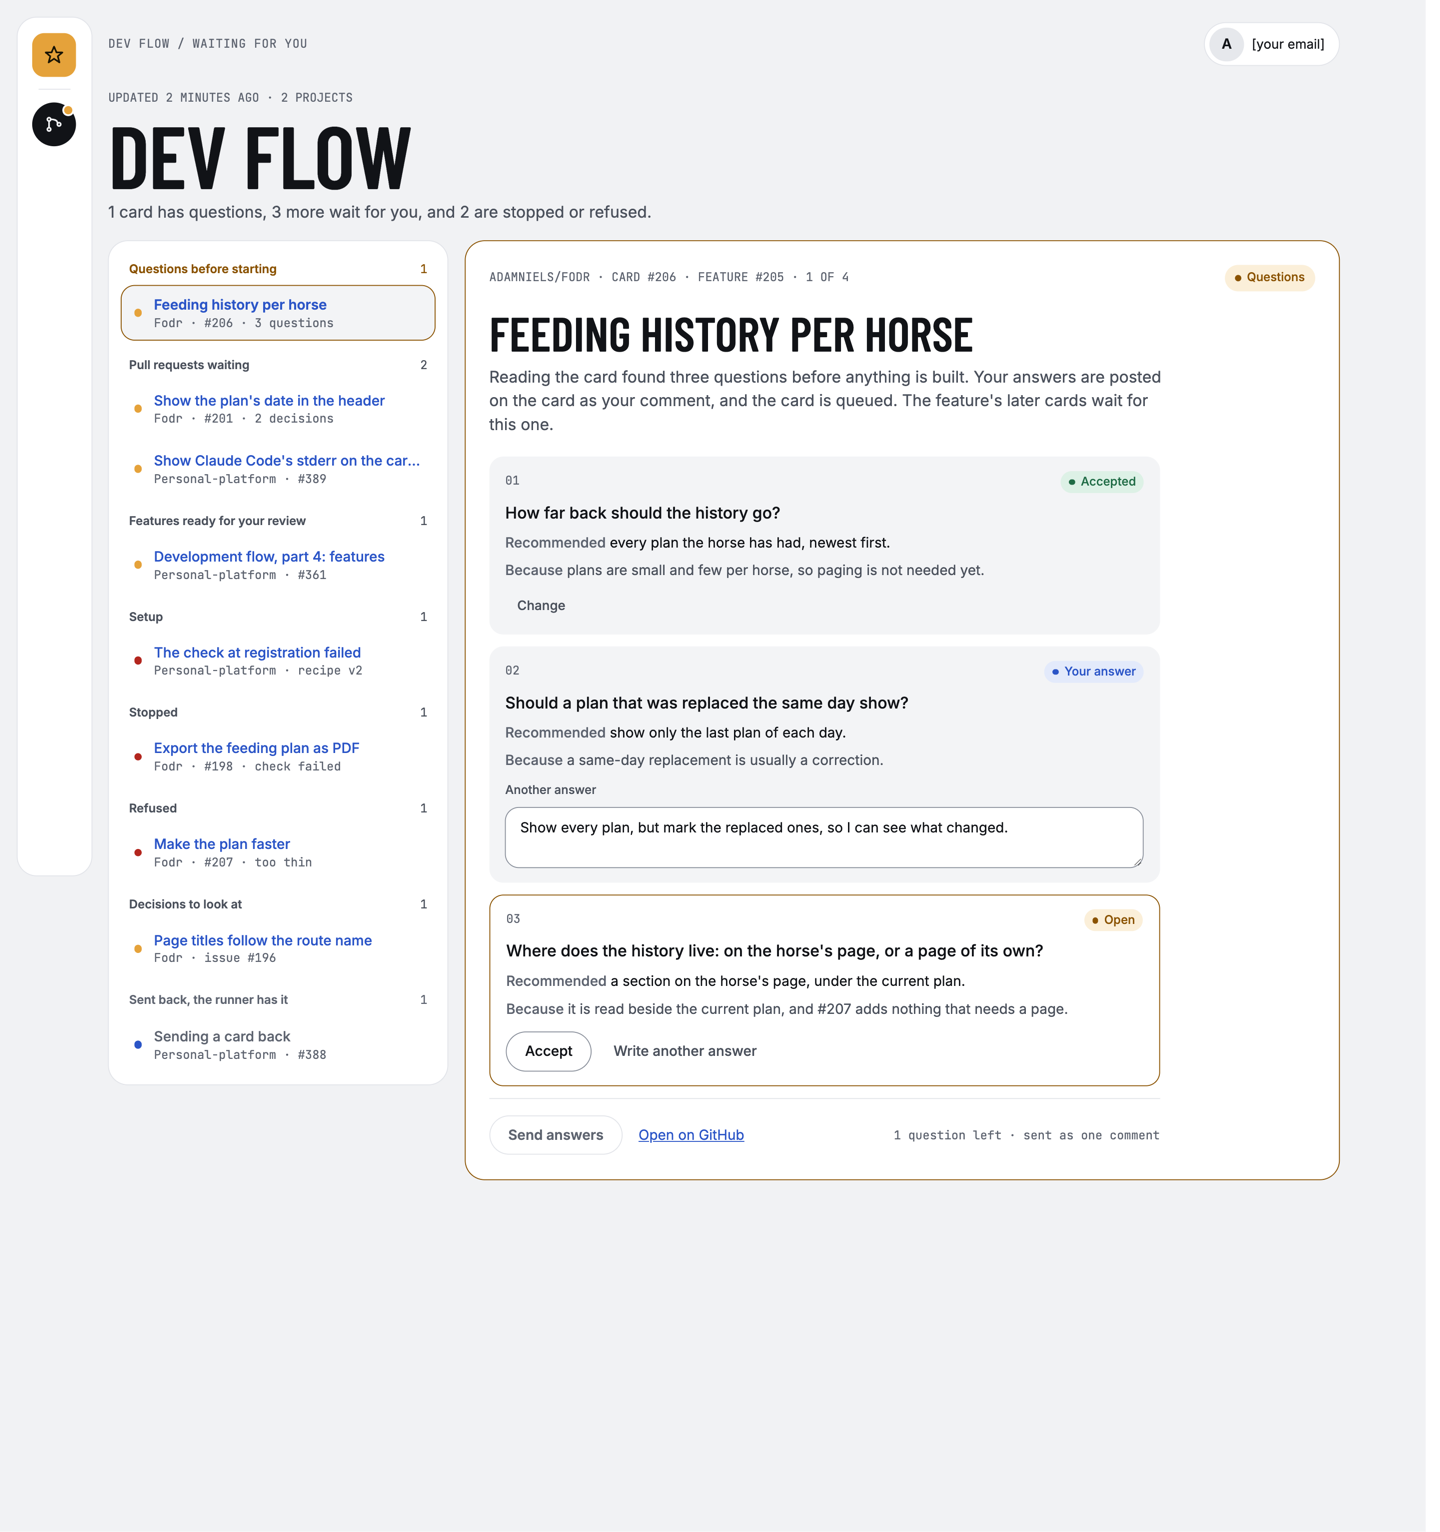 DEV FLOW / WAITING FOR YOU
A [your email]
UPDATED 2 MINUTES AGO · 2 PROJECTS
DEV FLOW
1 card has questions, 3 more wait for you, and 2 are stopped or refused.
Questions before starting 1
Feeding history per horse
Fodr · #206 · 3 questions
Pull requests waiting 2
Show the plan's date in the header
Fodr · #201 · 2 decisions
Show Claude Code's stderr on the car...
Personal-platform · #389
Features ready for your review 1
Development flow, part 4: features
Personal-platform · #361
Setup 1
The check at registration failed
Personal-platform · recipe v2
Stopped 1
Export the feeding plan as PDF
Fodr · #198 · check failed
Refused 1
Make the plan faster
Fodr · #207 · too thin
Decisions to look at 1
Page titles follow the route name
Fodr · issue #196
Sent back, the runner has it 1
Sending a card back
Personal-platform · #388
ADAMNIELS/FODR · CARD #206 · FEATURE #205 · 1 OF 4
Questions
FEEDING HISTORY PER HORSE
Reading the card found three questions before anything is built. Your answers are posted
on the card as your comment, and the card is queued. The feature's later cards wait for
this one.
01 Accepted
How far back should the history go?
Recommended every plan the horse has had, newest first.
Because plans are small and few per horse, so paging is not needed yet.
Change
02 Your answer
Should a plan that was replaced the same day show?
Recommended show only the last plan of each day.
Because a same-day replacement is usually a correction.
Another answer
Show every plan, but mark the replaced ones, so I can see what changed.
03 Open
Where does the history live: on the horse's page, or a page of its own?
Recommended a section on the horse's page, under the current plan.
Because it is read beside the current plan, and #207 adds nothing that needs a page.
Accept Write another answer
Send answers Open on GitHub 1 question left · sent as one comment